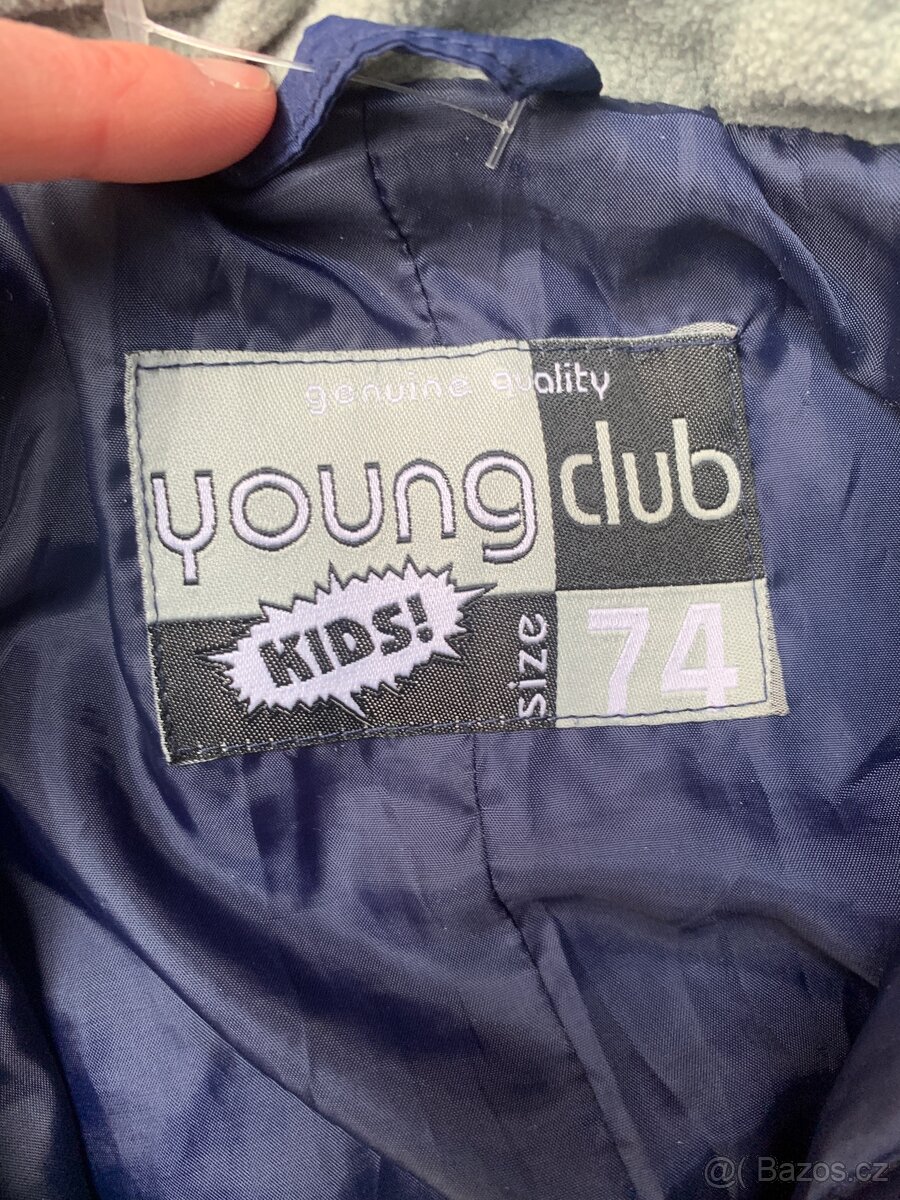 genuine quality
young club
KIDS!
size 74
@( Bazos.cz